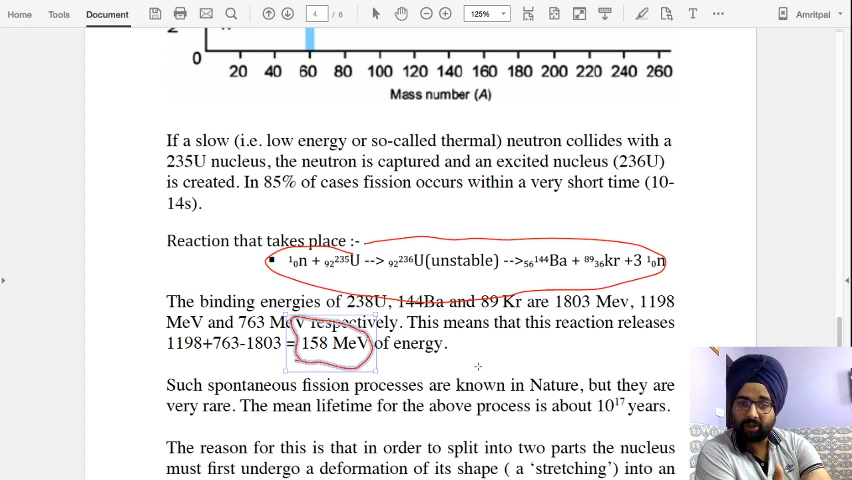 Home Tools Document 4 / 6 125% Amritpal
0
20 40 60 80 100 120 140 160 180 200 220 240 260
Mass number (A)
If a slow (i.e. low energy or so-called thermal) neutron collides with a
235U nucleus, the neutron is captured and an excited nucleus (236U)
is created. In 85% of cases fission occurs within a very short time (10-
14s).
Reaction that takes place :-
▪ ¹₀n + ₉₂²³⁵U --> ₉₂²³⁶U(unstable) -->₅₆¹⁴⁴Ba + ⁸⁹₃₆kr +3 ¹₀n
The binding energies of 238U, 144Ba and 89 Kr are 1803 Mev, 1198
MeV and 763 MeV respectively. This means that this reaction releases
1198+763-1803 = 158 MeV of energy.
Such spontaneous fission processes are known in Nature, but they are
very rare. The mean lifetime for the above process is about 10¹⁷ years.
The reason for this is that in order to split into two parts the nucleus
must first undergo a deformation of its shape ( a ‘stretching’) into an